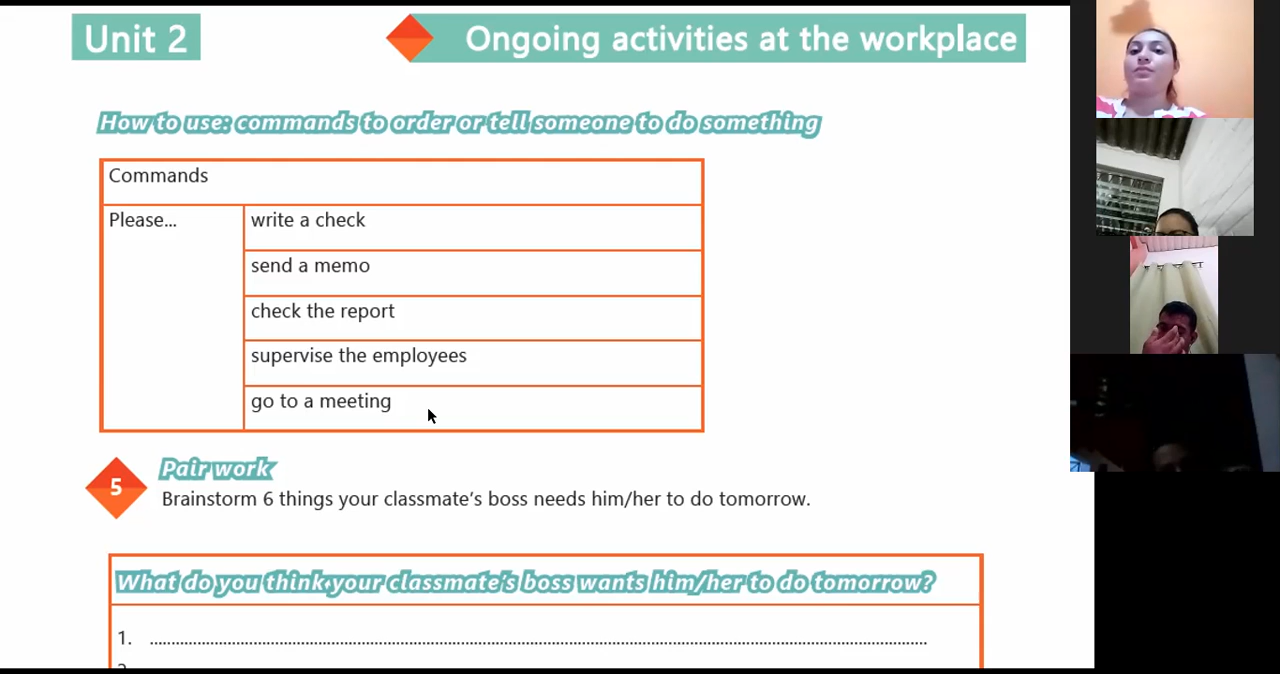 Unit 2
Ongoing activities at the workplace
How to use: commands to order or tell someone to do something
Commands
Please...
write a check
send a memo
check the report
supervise the employees
go to a meeting
5
Pair work
Brainstorm 6 things your classmate's boss needs him/her to do tomorrow.
What do you think your classmate's boss wants him/her to do tomorrow?
1. ....................................................................................................